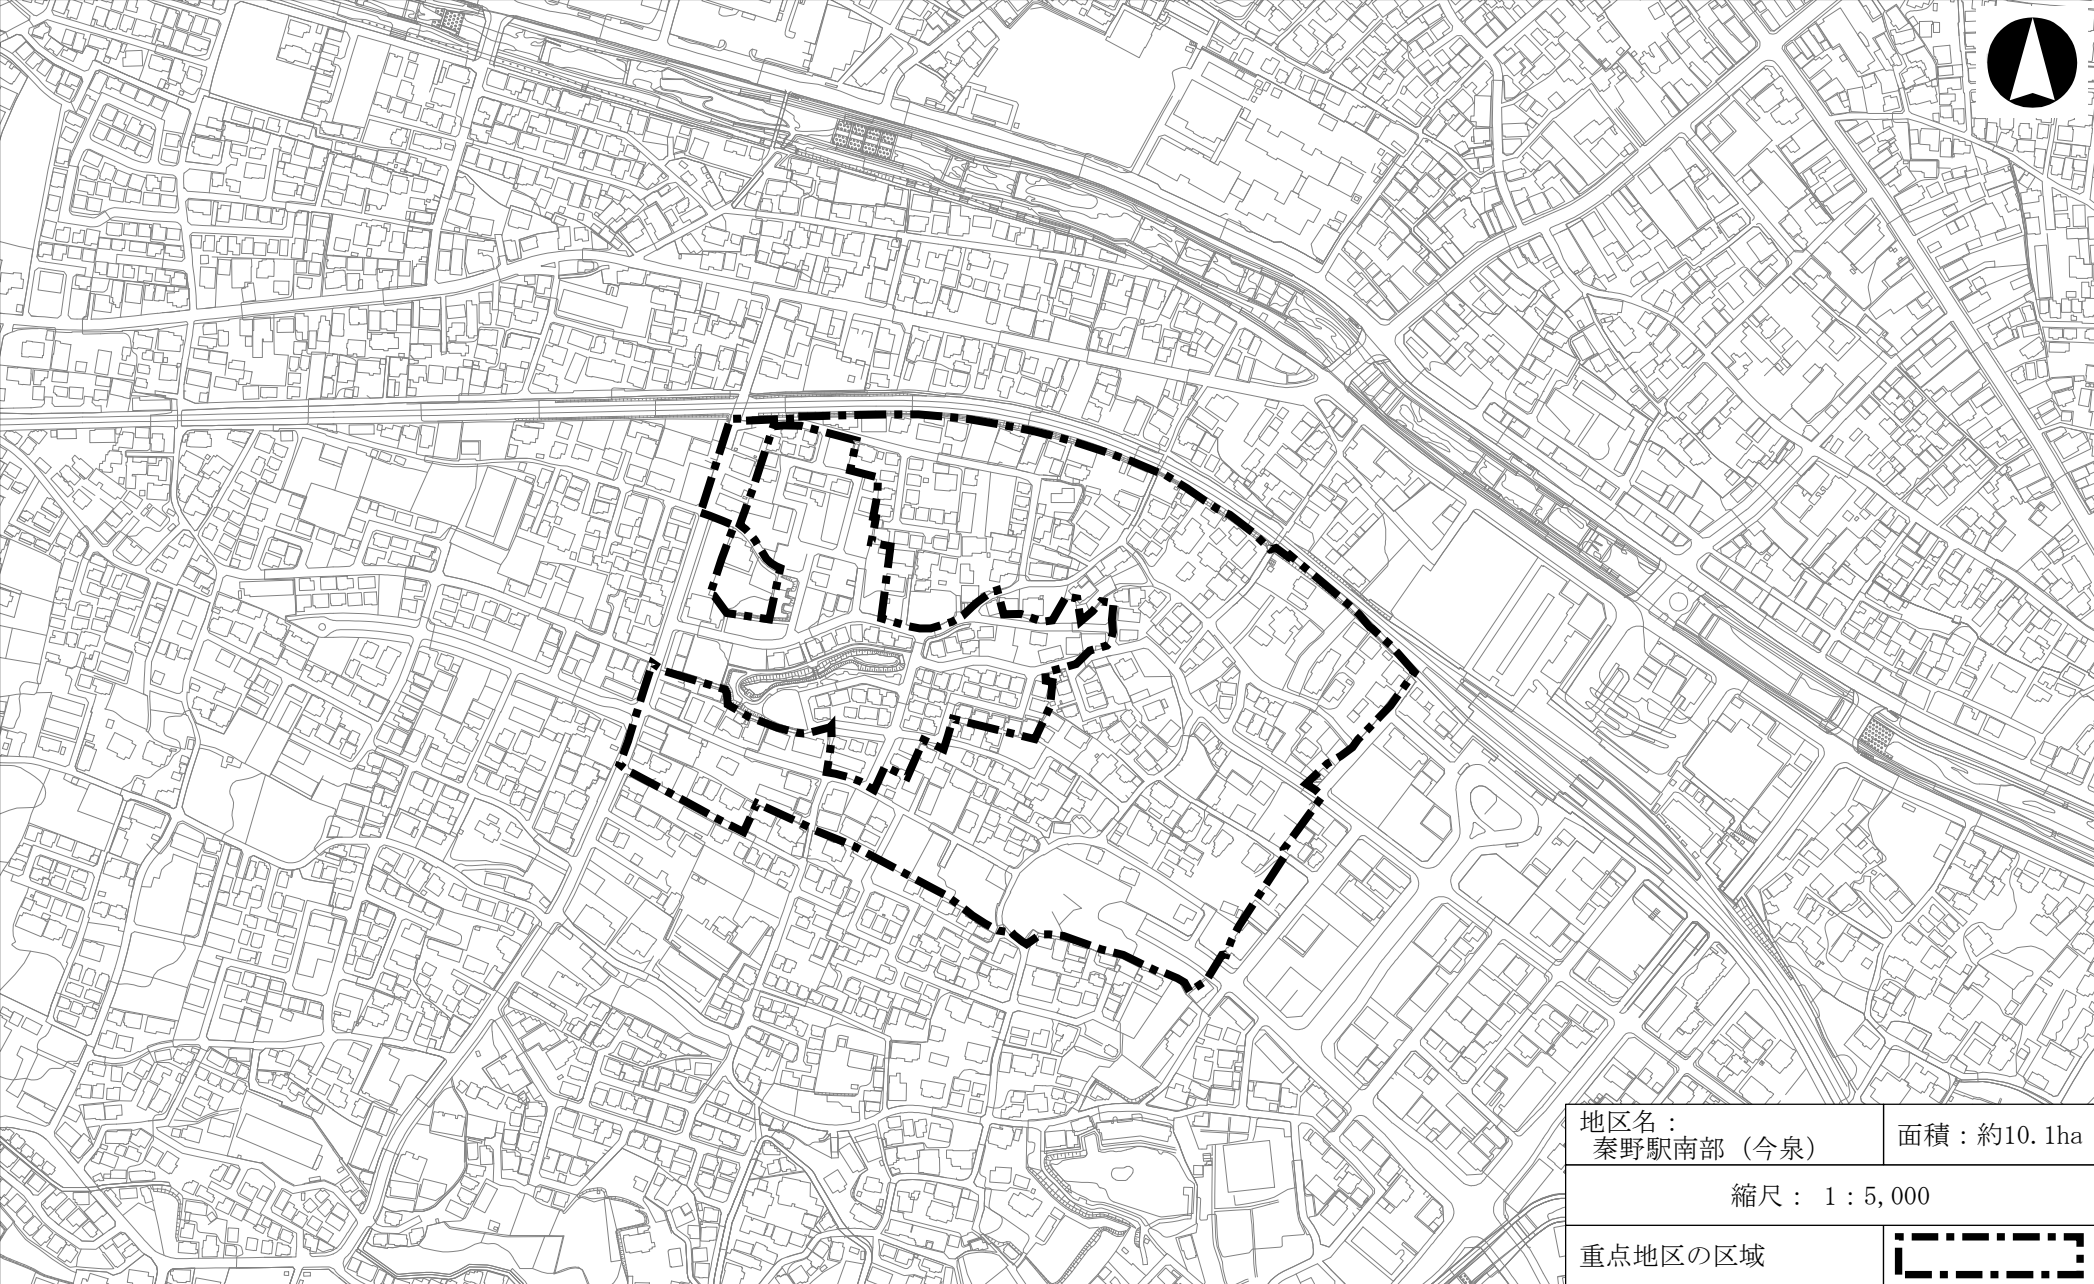 地区名：
秦野駅南部（今泉）
面積：約10.1ha
縮尺： 1：5,000
重点地区の区域